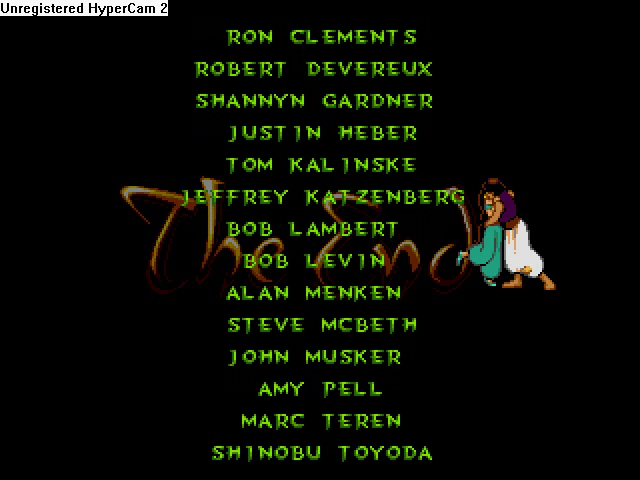 Unregistered HyperCam 2
RON CLEMENTS
ROBERT DEVEREUX
SHANNYN GARDNER
JUSTIN HEBER
TOM KALINSKE
JEFFREY KATZENBERG
BOB LAMBERT
The End
BOB LEVIN
ALAN MENKEN
STEVE MCBETH
JOHN MUSKER
AMY PELL
MARC TEREN
SHINOBU TOYODA